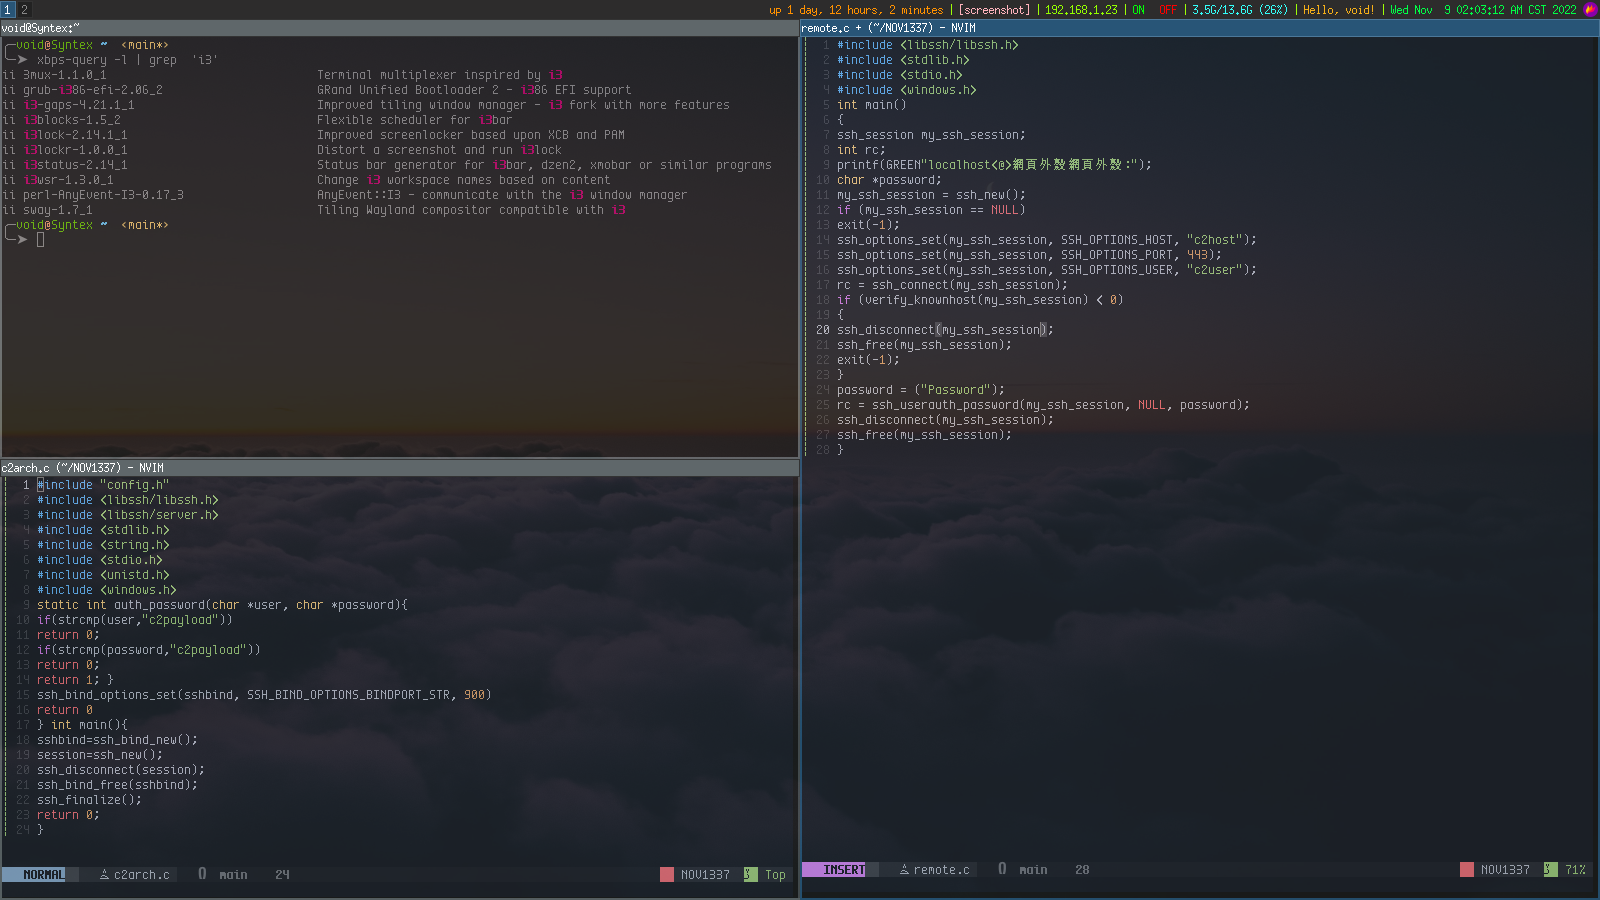 1 2
up 1 day, 12 hours, 2 minutes | [screenshot] | 192.168.1.23 | ON OFF | 3.5G/13.6G (26%) | Hello, void! | Wed Nov 9 02:03:12 AM CST 2022
void@Syntex:~
void@Syntex ~ <main*>
xbps-query -l | grep 'i3'
ii 3mux-1.1.0_1 Terminal multiplexer inspired by i3
ii grub-i386-efi-2.06_2 GRand Unified Bootloader 2 - i386 EFI support
ii i3-gaps-4.21.1_1 Improved tiling window manager - i3 fork with more features
ii i3blocks-1.5_2 Flexible scheduler for i3bar
ii i3lock-2.14.1_1 Improved screenlocker based upon XCB and PAM
ii i3lockr-1.0.0_1 Distort a screenshot and run i3lock
ii i3status-2.14_1 Status bar generator for i3bar, dzen2, xmobar or similar programs
ii i3wsr-1.3.0_1 Change i3 workspace names based on content
ii perl-AnyEvent-I3-0.17_3 AnyEvent::I3 - communicate with the i3 window manager
ii sway-1.7_1 Tiling Wayland compositor compatible with i3
void@Syntex ~ <main*>
c2arch.c (~/NOV1337) - NVIM
1 #include "config.h"
2 #include <libssh/libssh.h>
3 #include <libssh/server.h>
4 #include <stdlib.h>
5 #include <string.h>
6 #include <stdio.h>
7 #include <unistd.h>
8 #include <windows.h>
9 static int auth_password(char *user, char *password){
10 if(strcmp(user,"c2payload"))
11 return 0;
12 if(strcmp(password,"c2payload"))
13 return 0;
14 return 1; }
15 ssh_bind_options_set(sshbind, SSH_BIND_OPTIONS_BINDPORT_STR, 900)
16 return 0
17 } int main(){
18 sshbind=ssh_bind_new();
19 session=ssh_new();
20 ssh_disconnect(session);
21 ssh_bind_free(sshbind);
22 ssh_finalize();
23 return 0;
24 }
NORMAL c2arch.c main 24 NOV1337 Top
remote.c + (~/NOV1337) - NVIM
1 #include <libssh/libssh.h>
2 #include <stdlib.h>
3 #include <stdio.h>
4 #include <windows.h>
5 int main()
6 {
7 ssh_session my_ssh_session;
8 int rc;
9 printf(GREEN"localhost<@>網頁外殼網頁外殼:");
10 char *password;
11 my_ssh_session = ssh_new();
12 if (my_ssh_session == NULL)
13 exit(-1);
14 ssh_options_set(my_ssh_session, SSH_OPTIONS_HOST, "c2host");
15 ssh_options_set(my_ssh_session, SSH_OPTIONS_PORT, 443);
16 ssh_options_set(my_ssh_session, SSH_OPTIONS_USER, "c2user");
17 rc = ssh_connect(my_ssh_session);
18 if (verify_knownhost(my_ssh_session) < 0)
19 {
20 ssh_disconnect(my_ssh_session);
21 ssh_free(my_ssh_session);
22 exit(-1);
23 }
24 password = ("Password");
25 rc = ssh_userauth_password(my_ssh_session, NULL, password);
26 ssh_disconnect(my_ssh_session);
27 ssh_free(my_ssh_session);
28 }
INSERT remote.c main 28 NOV1337 71%